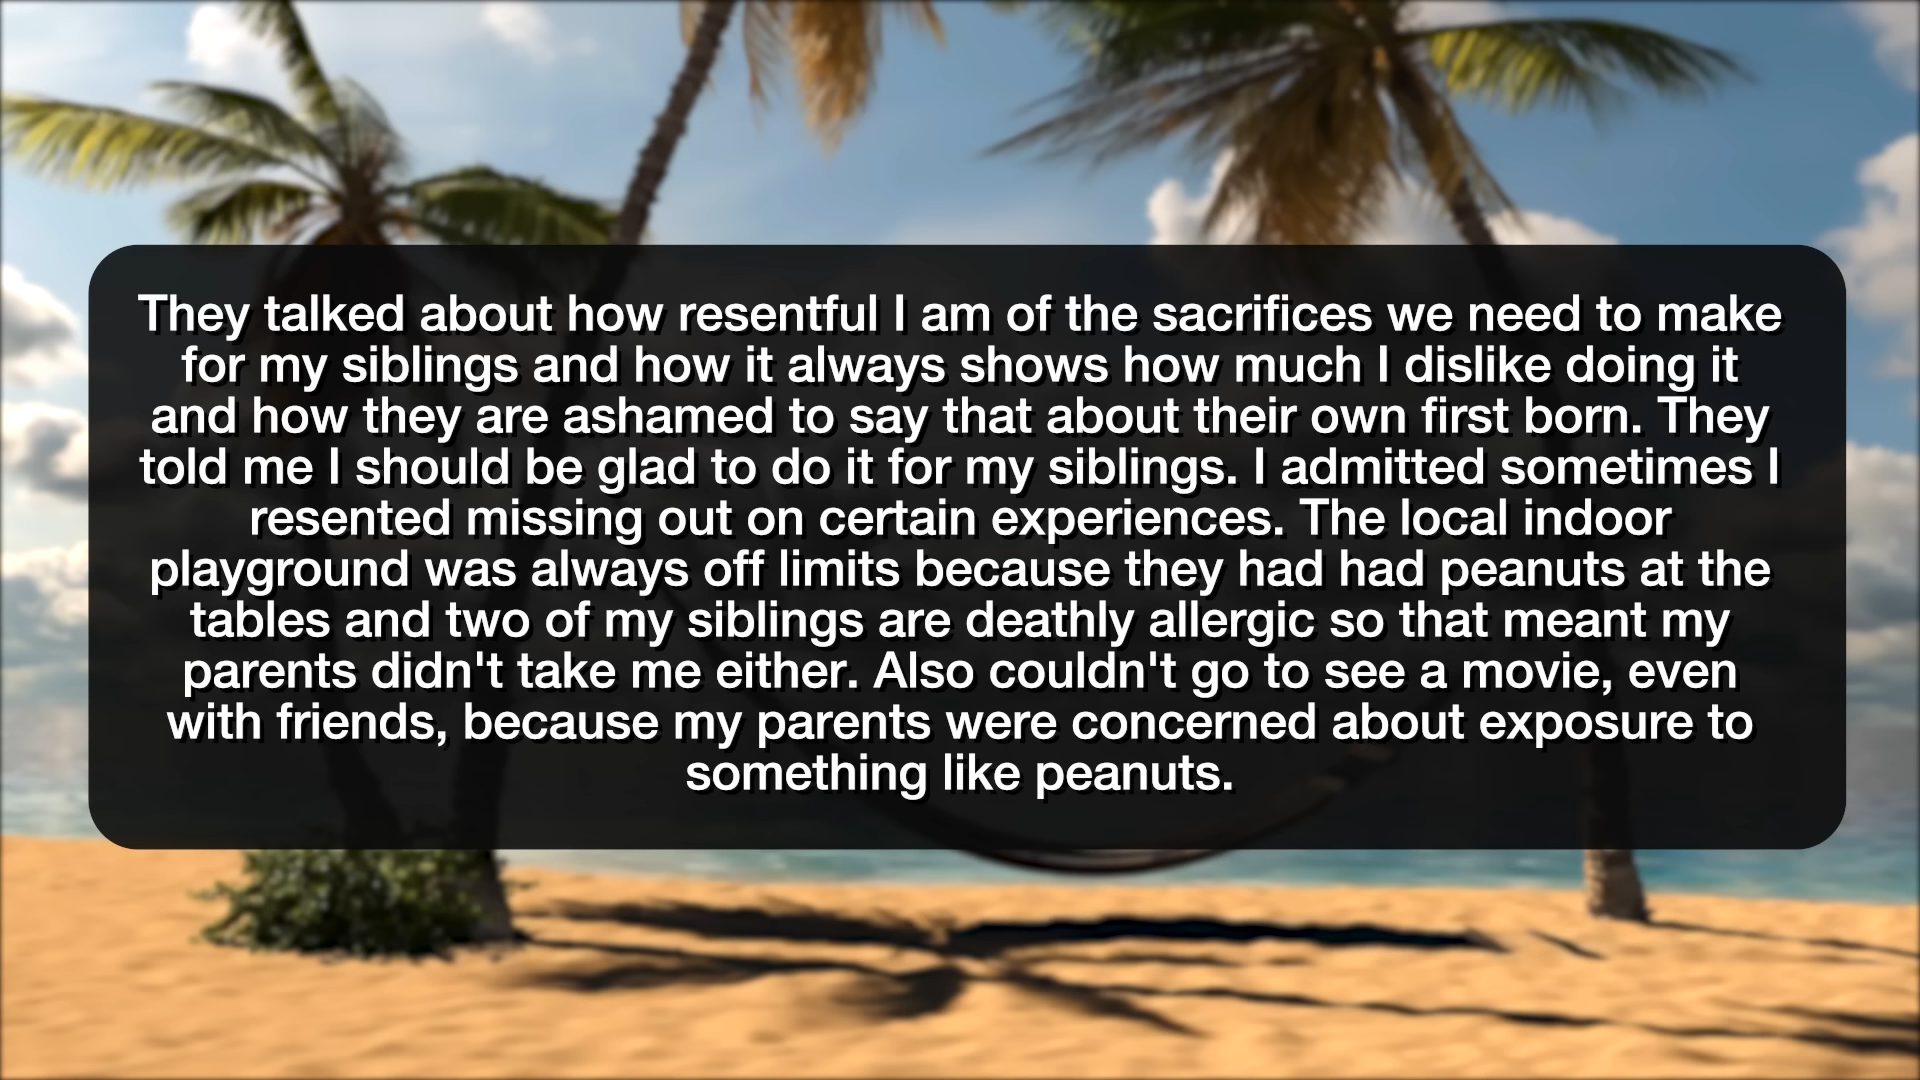 They talked about how resentful I am of the sacrifices we need to make
for my siblings and how it always shows how much I dislike doing it
and how they are ashamed to say that about their own first born. They
told me I should be glad to do it for my siblings. I admitted sometimes I
resented missing out on certain experiences. The local indoor
playground was always off limits because they had had peanuts at the
tables and two of my siblings are deathly allergic so that meant my
parents didn't take me either. Also couldn't go to see a movie, even
with friends, because my parents were concerned about exposure to
something like peanuts.